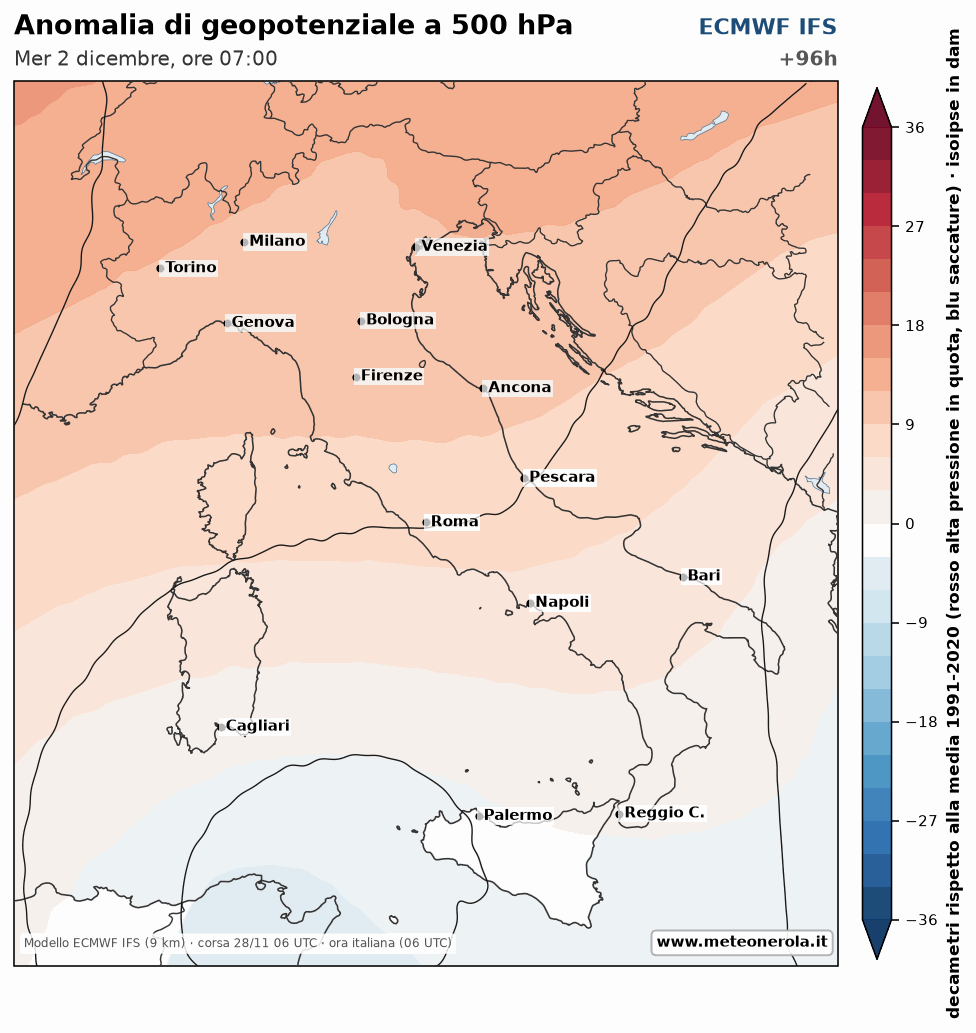 Anomalia di geopotenziale a 500 hPa
ECMWF IFS
Mer 2 dicembre, ore 07:00
+96h
Milano
Venezia
Torino
Genova
Bologna
Firenze
Ancona
Pescara
Roma
Bari
Napoli
Cagliari
Palermo
Reggio C.
Modello ECMWF IFS (9 km) · corsa 28/11 06 UTC · ora italiana (06 UTC)
www.meteonerola.it
36
27
18
9
0
−9
−18
−27
−36
decametri rispetto alla media 1991-2020 (rosso alta pressione in quota, blu saccature) · isoipse in dam